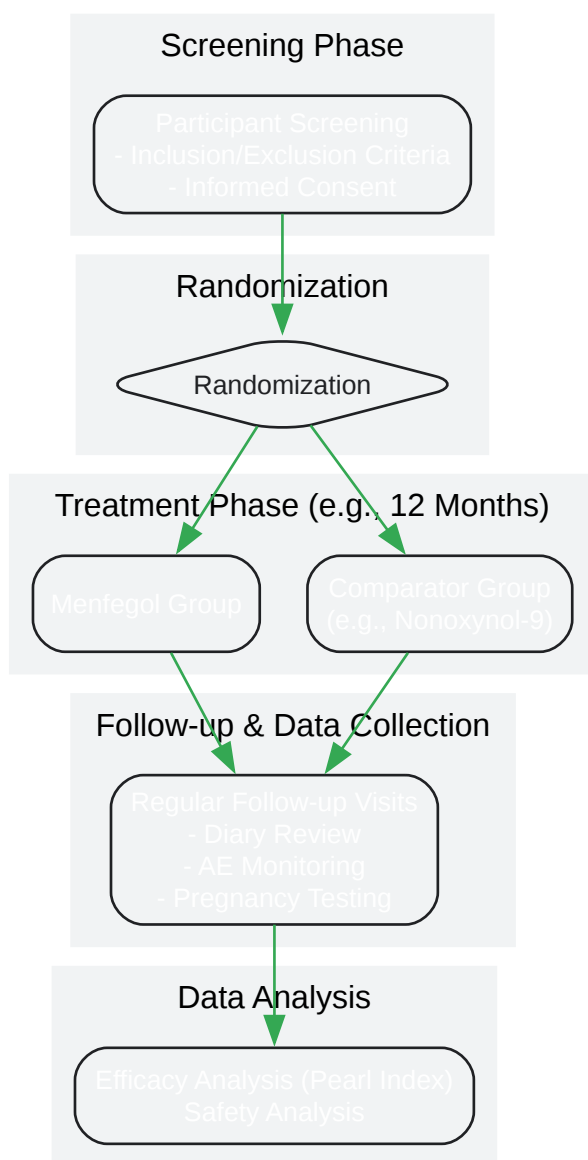 Screening Phase
Participant Screening
- Inclusion/Exclusion Criteria
- Informed Consent
Randomization
Randomization
Treatment Phase (e.g., 12 Months)
Menfegol Group
Comparator Group
(e.g., Nonoxynol-9)
Follow-up & Data Collection
Regular Follow-up Visits
- Diary Review
- AE Monitoring
- Pregnancy Testing
Data Analysis
Efficacy Analysis (Pearl Index)
Safety Analysis